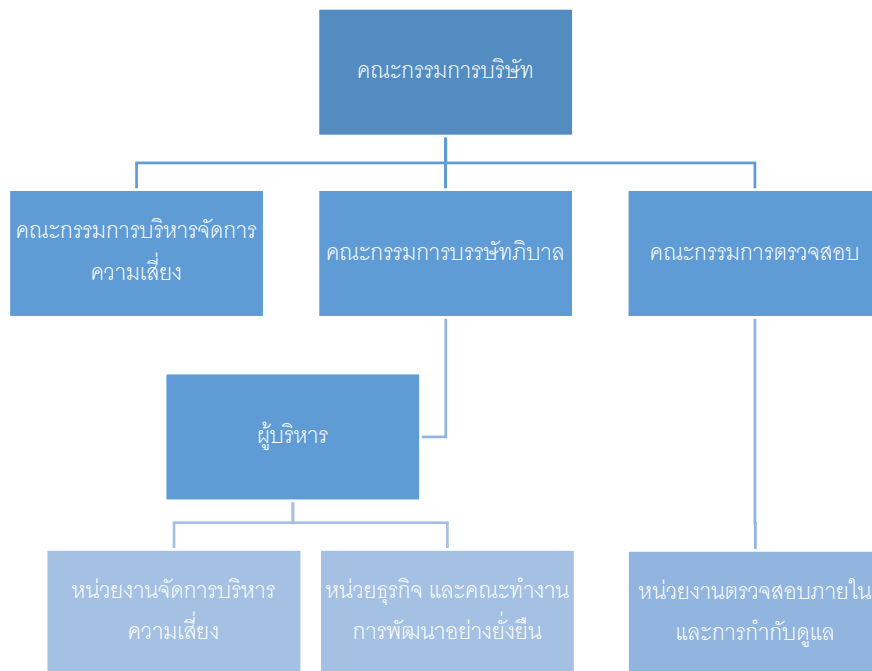 คณะกรรมการบริษัท
คณะกรรมการบริหารจัดการ
ความเสี่ยง
คณะกรรมการบรรษัทภิบาล
คณะกรรมการตรวจสอบ
ผู้บริหาร
หน่วยงานจัดการบริหาร
ความเสี่ยง
หน่วยธุรกิจ และคณะทำงาน
การพัฒนาอย่างยั่งยืน
หน่วยงานตรวจสอบภายใน
และการกำกับดูแล